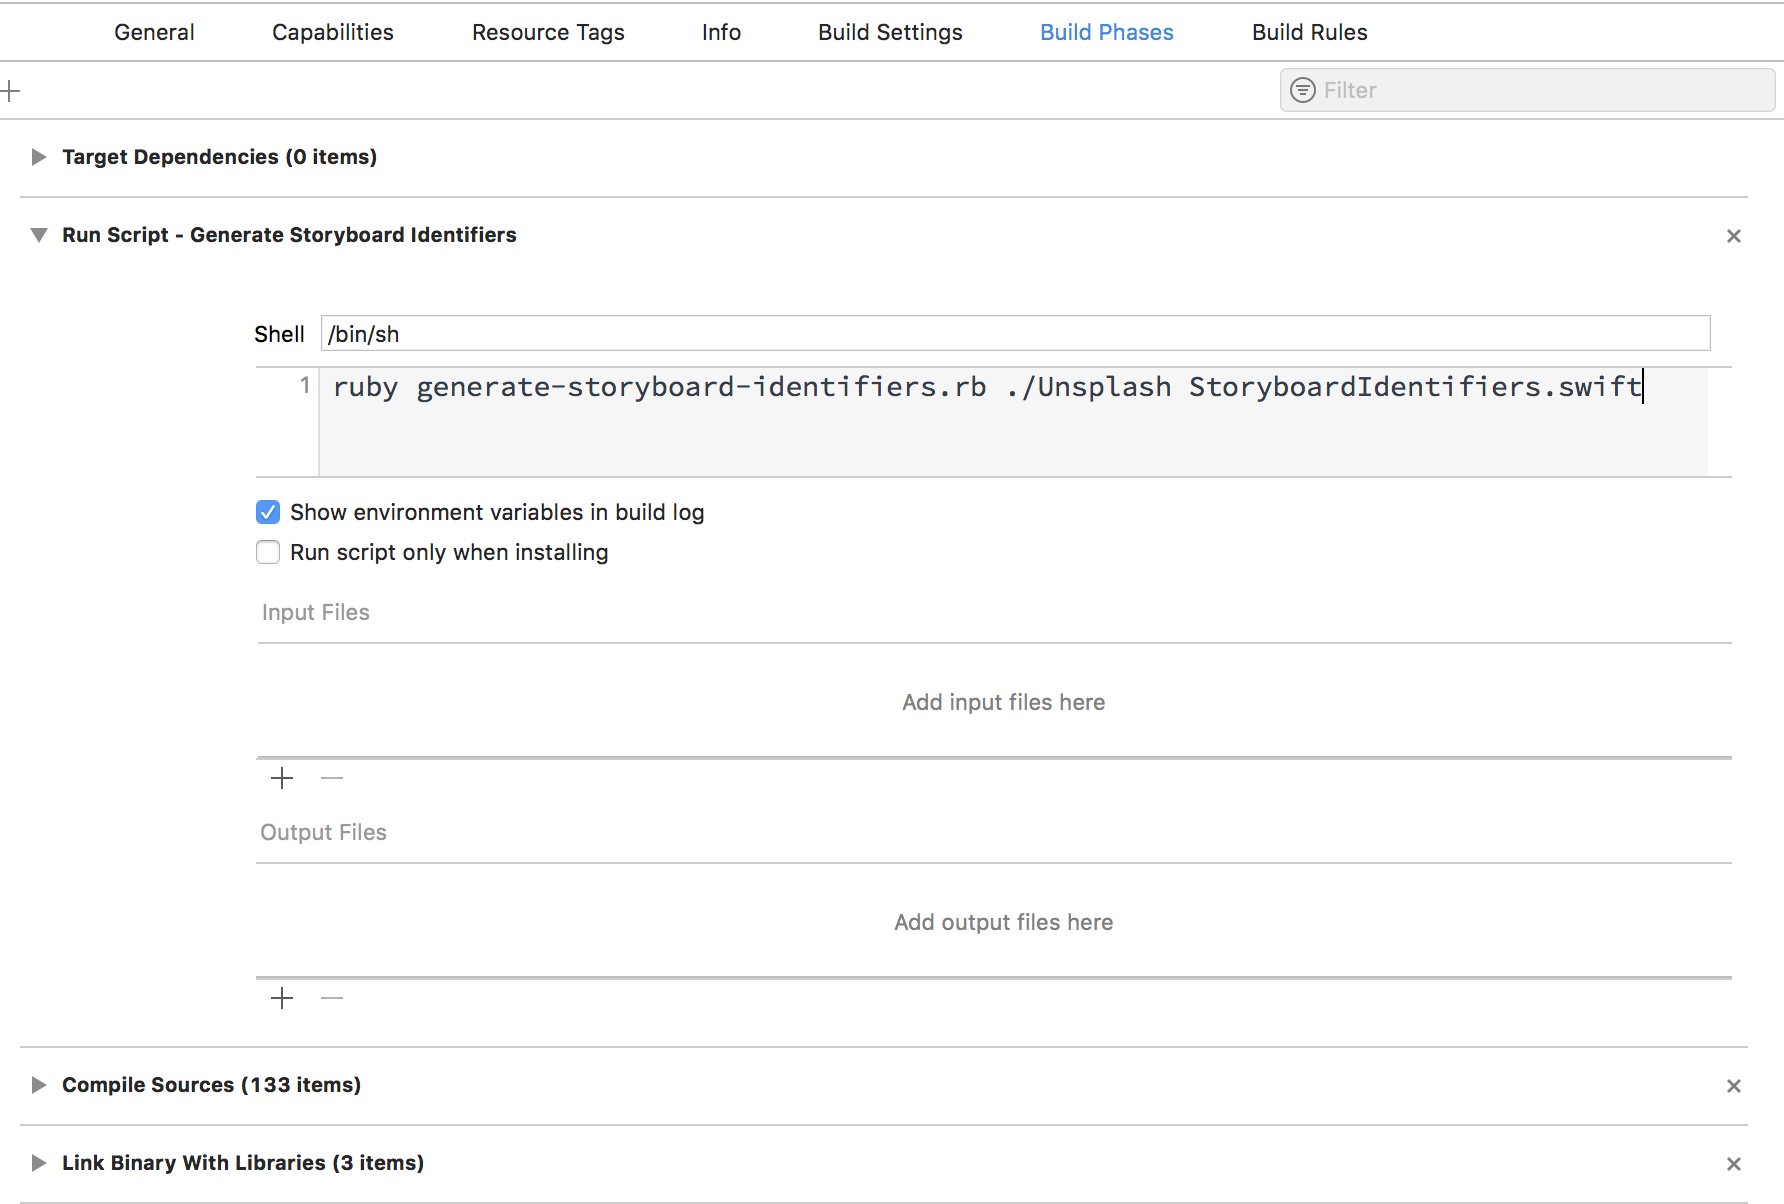 General Capabilities Resource Tags Info Build Settings Build Phases Build Rules
Filter
Target Dependencies (0 items)
Run Script - Generate Storyboard Identifiers
Shell /bin/sh
1 ruby generate-storyboard-identifiers.rb ./Unsplash StoryboardIdentifiers.swift
Show environment variables in build log
Run script only when installing
Input Files
Add input files here
Output Files
Add output files here
Compile Sources (133 items)
Link Binary With Libraries (3 items)